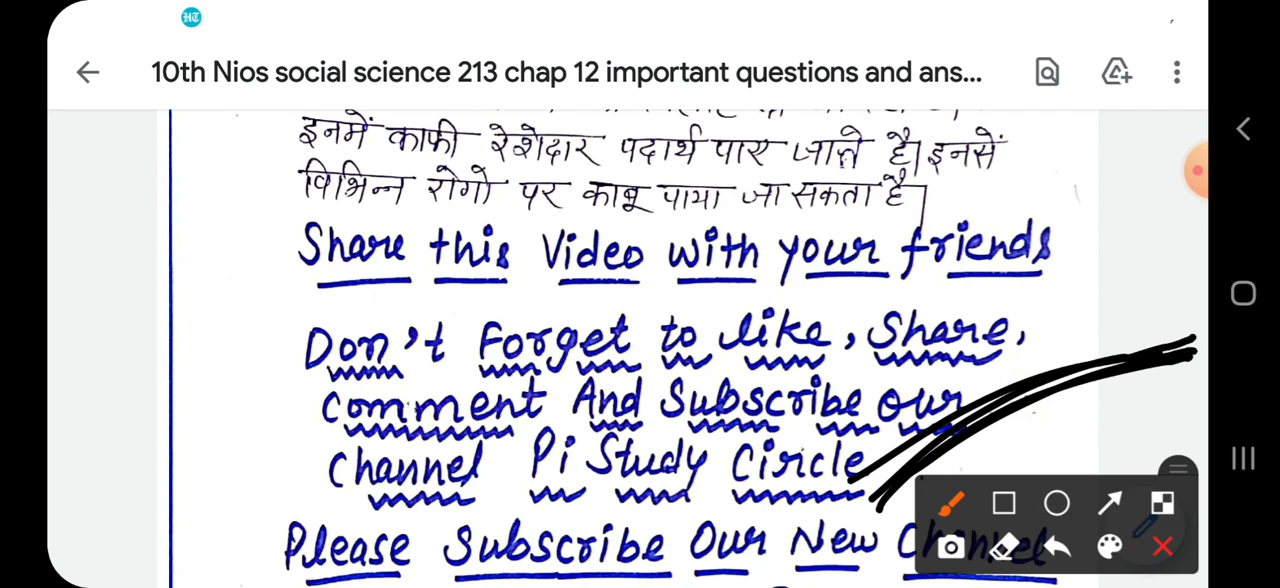 HT
10th Nios social science 213 chap 12 important questions and ans...
इनमें काफी रेशेदार पदार्थ पाए जाते है। इनसे
विभिन्न रोगो पर काबू पाया जा सकता है।
Share this Video with your friends
Don't Forget to like, Share,
Comment And Subscribe Our
Channel Pi Study Circle
Please Subscribe Our New Channel